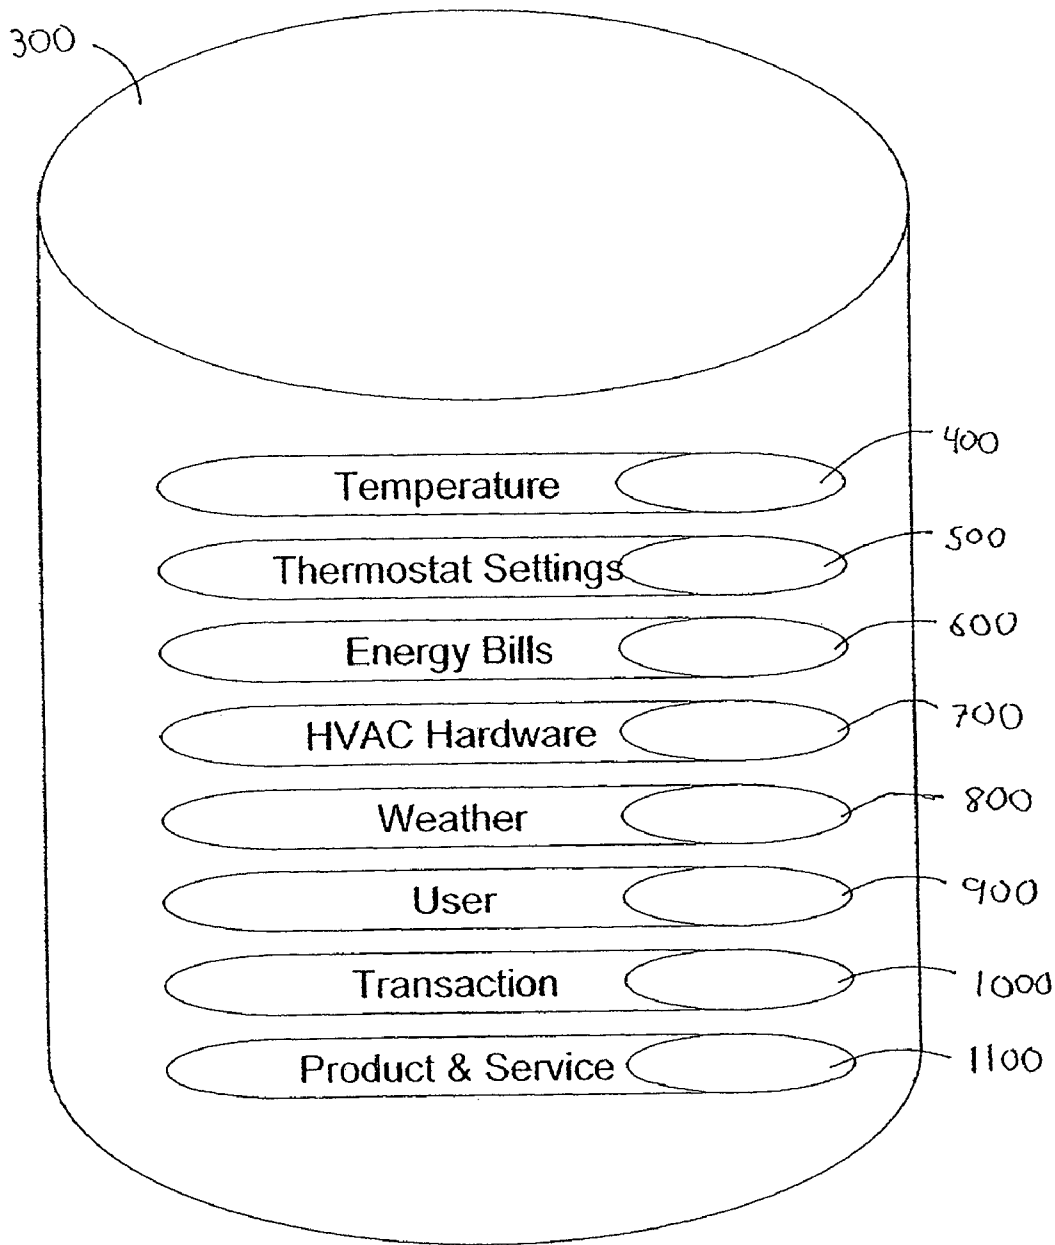 300
Temperature 400
Thermostat Settings 500
Energy Bills 600
HVAC Hardware 700
Weather 800
User 900
Transaction 1000
Product & Service 1100